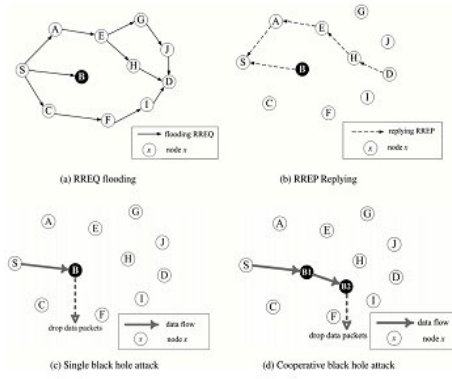 G
A
E
J
S
B
H
D
C
F
I
flooding RREQ
x node x
(a) RREQ flooding
G
A
E
J
H
S
B
D
I
C
F
replying RREP
x node x
(b) RREP Replying
G
A
E
J
S
B
H
D
I
C
F
drop data packets
data flow
x node x
(c) Single black hole attack
G
A
E
J
S
B1
H
B2
D
I
C
F
drop data packets
data flow
x node x
(d) Cooperative black hole attack